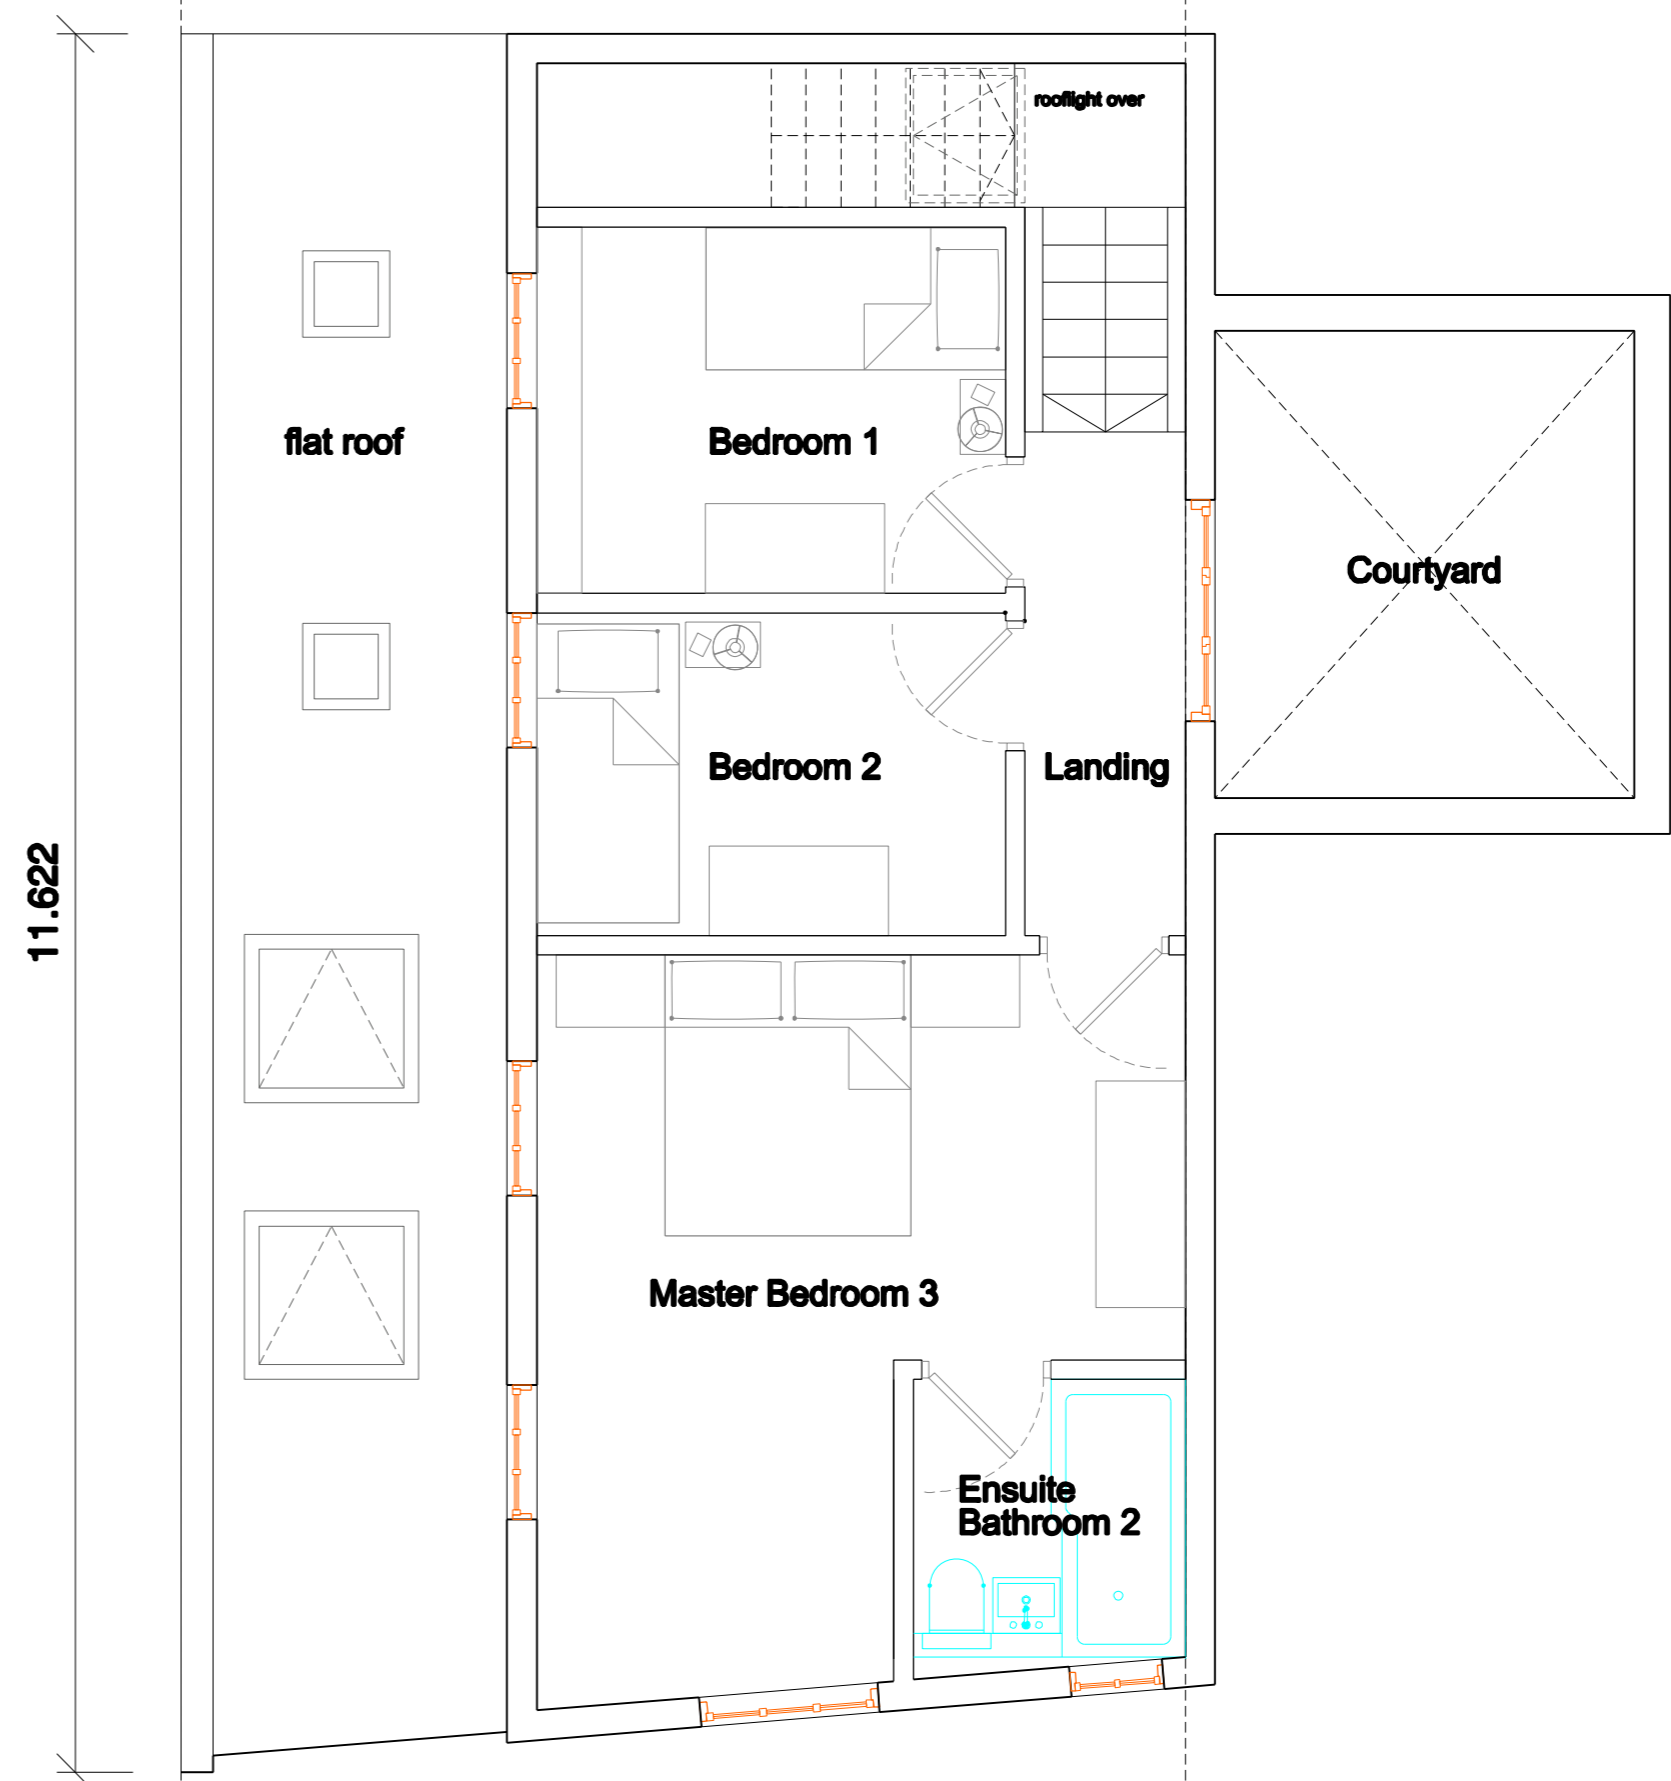 rooflight over
flat roof
Bedroom 1
Courtyard
Bedroom 2
Landing
11.622
Master Bedroom 3
Ensuite
Bathroom 2